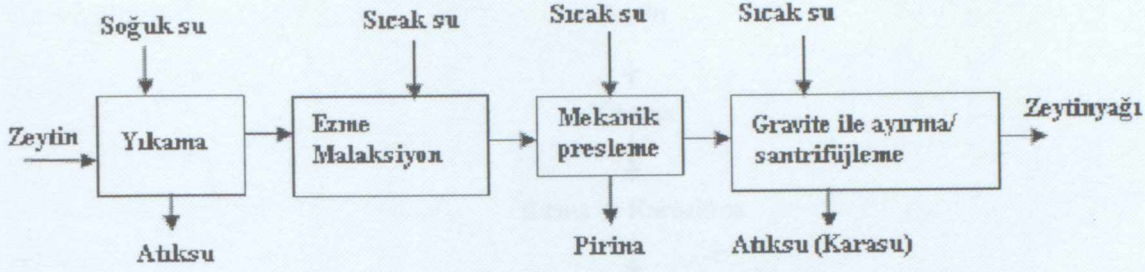 Soğuk su
Sıcak su
Sıcak su
Sıcak su
Zeytin
Yıkama
Ezme
Malaksiyon
Mekanik
presleme
Gravite ile ayırma/
santrifüjleme
Zeytinyağı
Atıksu
Pirina
Atıksu (Karasu)